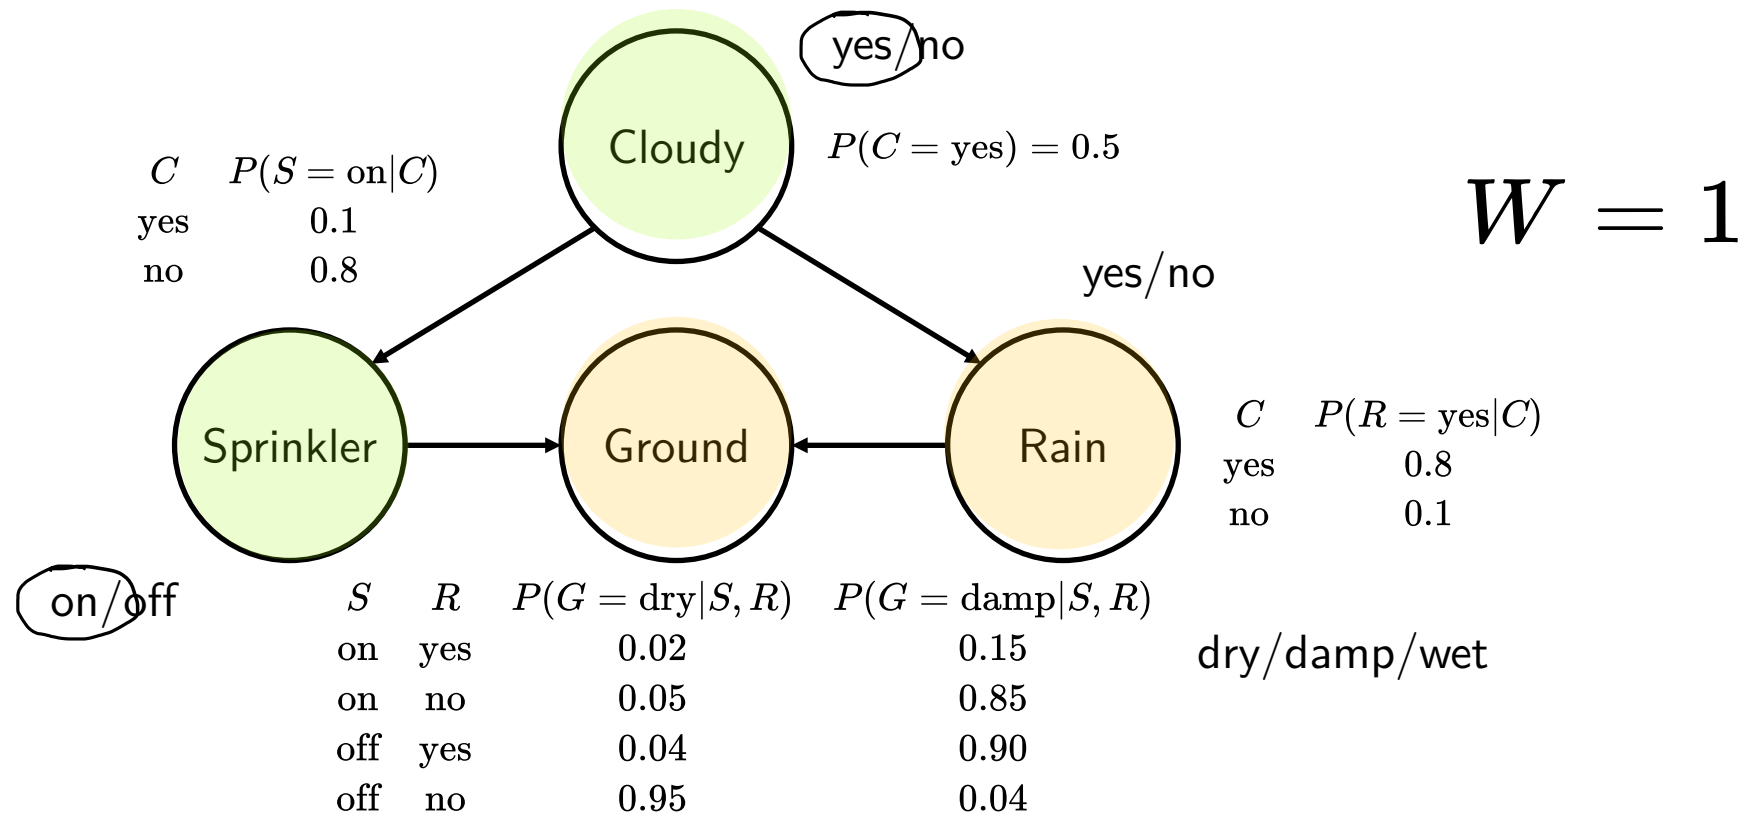 yes/no
Cloudy
P(C = yes) = 0.5
C P(S = on|C)
yes 0.1
no 0.8
W = 1
yes/no
Sprinkler
Ground
Rain
C P(R = yes|C)
yes 0.8
no 0.1
on/off
S R P(G = dry|S, R) P(G = damp|S, R)
on yes 0.02 0.15
on no 0.05 0.85
off yes 0.04 0.90
off no 0.95 0.04
dry/damp/wet